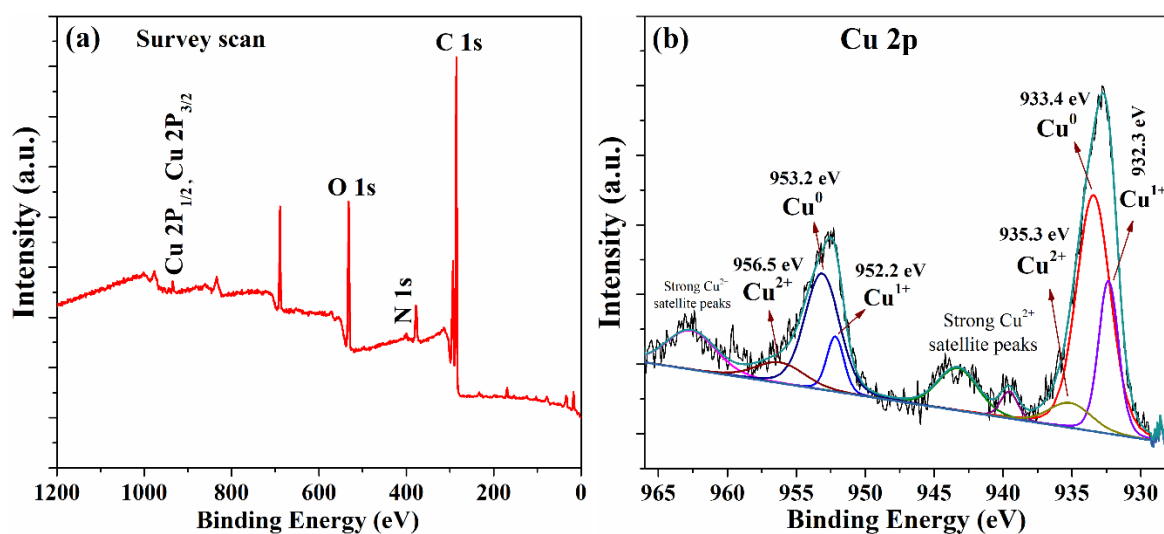 (a)
Survey scan
C 1s
O 1s
N 1s
Cu 2P1/2, Cu 2P3/2
Intensity (a.u.)
1200 1000 800 600 400 200 0
Binding Energy (eV)
(b)
Cu 2p
933.4 eV
Cu⁰
932.3 eV
Cu¹⁺
935.3 eV
Cu²⁺
953.2 eV
Cu⁰
956.5 eV
Cu²⁺
952.2 eV
Cu¹⁺
Strong Cu²⁻
satellite peaks
Strong Cu²⁺
satellite peaks
Intensity (a.u.)
965 960 955 950 945 940 935 930
Binding Energy (eV)